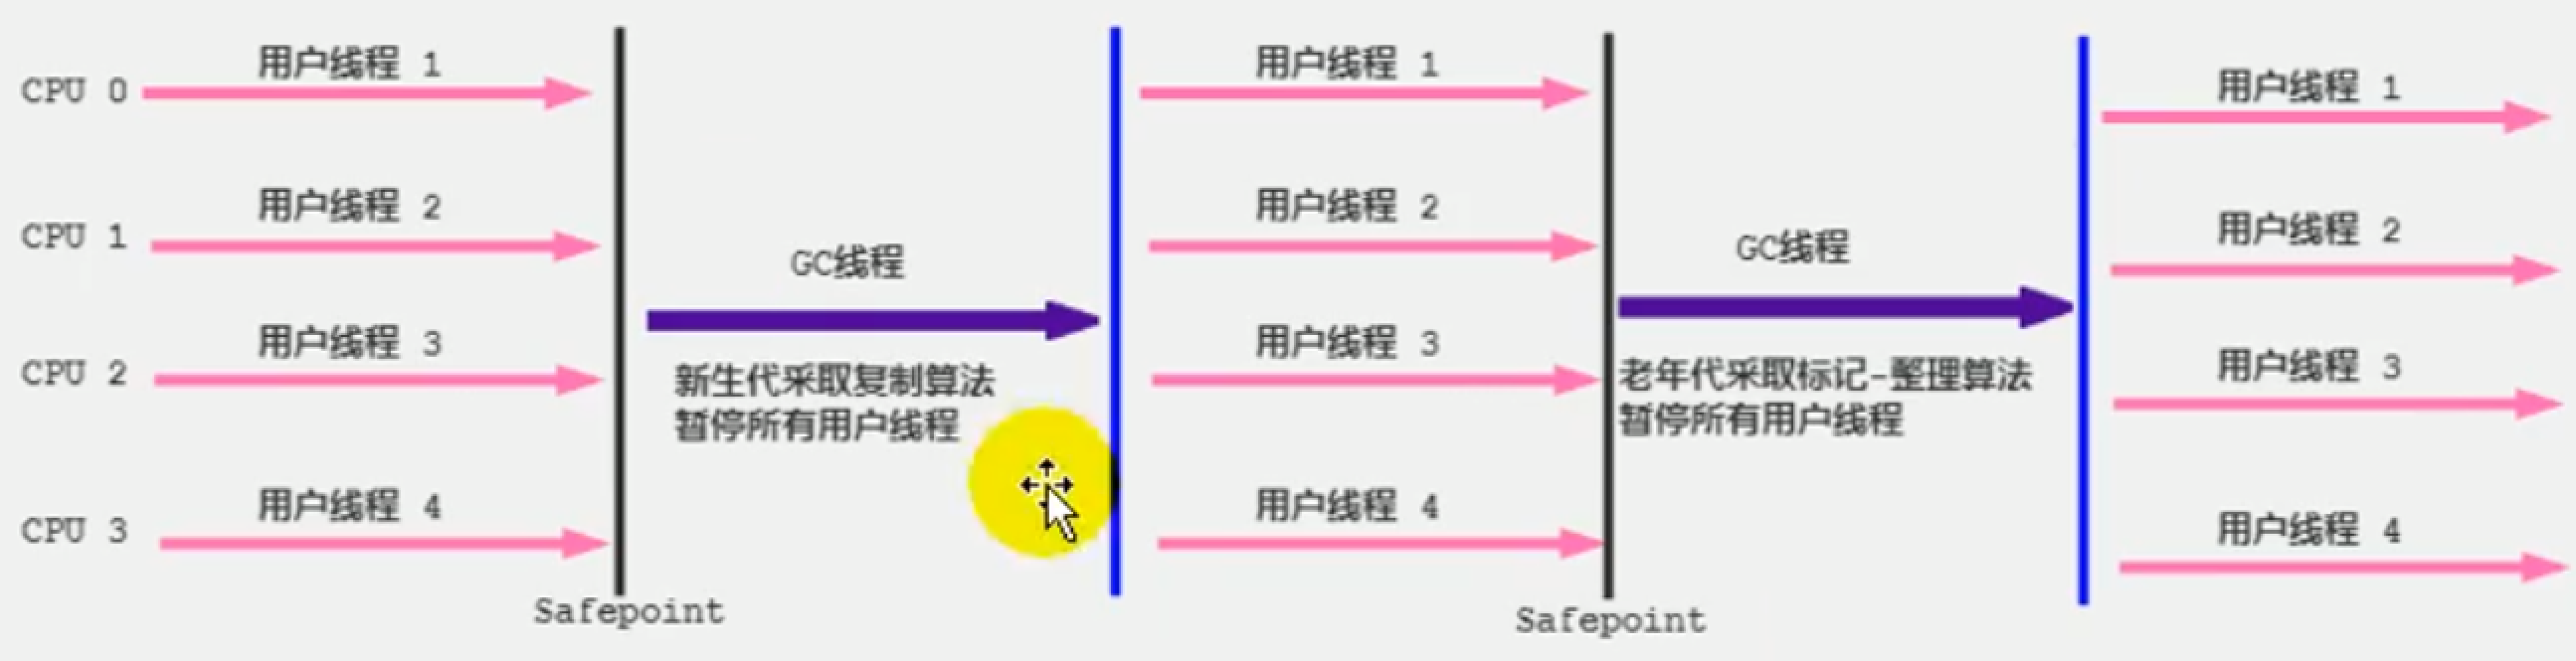 CPU 0
用户线程 1
CPU 1
用户线程 2
CPU 2
用户线程 3
CPU 3
用户线程 4
Safepoint
GC线程
新生代采取复制算法
暂停所有用户线程
用户线程 1
用户线程 2
用户线程 3
用户线程 4
Safepoint
GC线程
老年代采取标记-整理算法
暂停所有用户线程
用户线程 1
用户线程 2
用户线程 3
用户线程 4